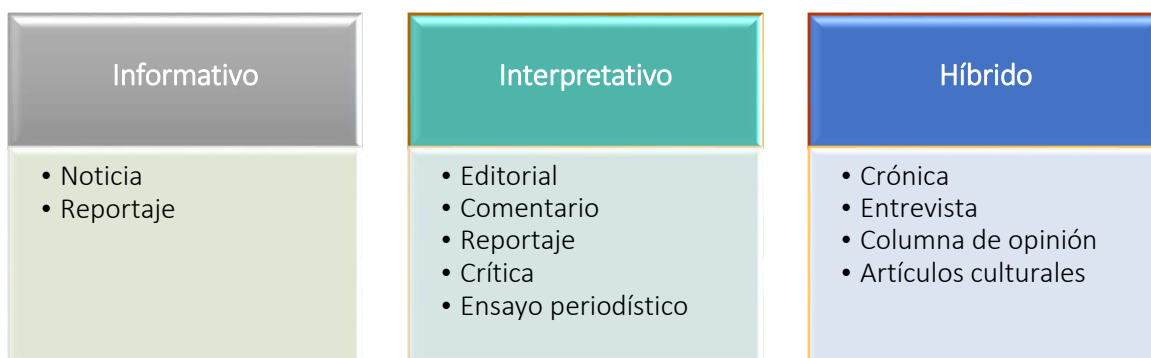 Informativo
• Noticia
• Reportaje
Interpretativo
• Editorial
• Comentario
• Reportaje
• Crítica
• Ensayo periodístico
Híbrido
• Crónica
• Entrevista
• Columna de opinión
• Artículos culturales